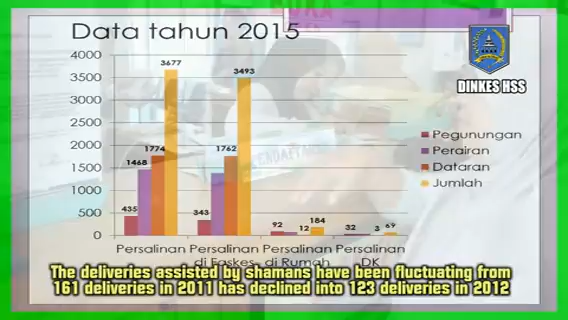 Data tahun 2015
4000
3500
3000
2500
2000
1500
1000
500
0
435
1468
1774
3677
343
1762
3493
92
12
184
32
3
69
Pegunungan
Perairan
Dataran
Jumlah
DINKES HSS
Persalinan
Persalinan
di Faskes
Persalinan
di Rumah
Persalinan
DK
The deliveries assisted by shamans have been fluctuating from
161 deliveries in 2011 has declined into 123 deliveries in 2012